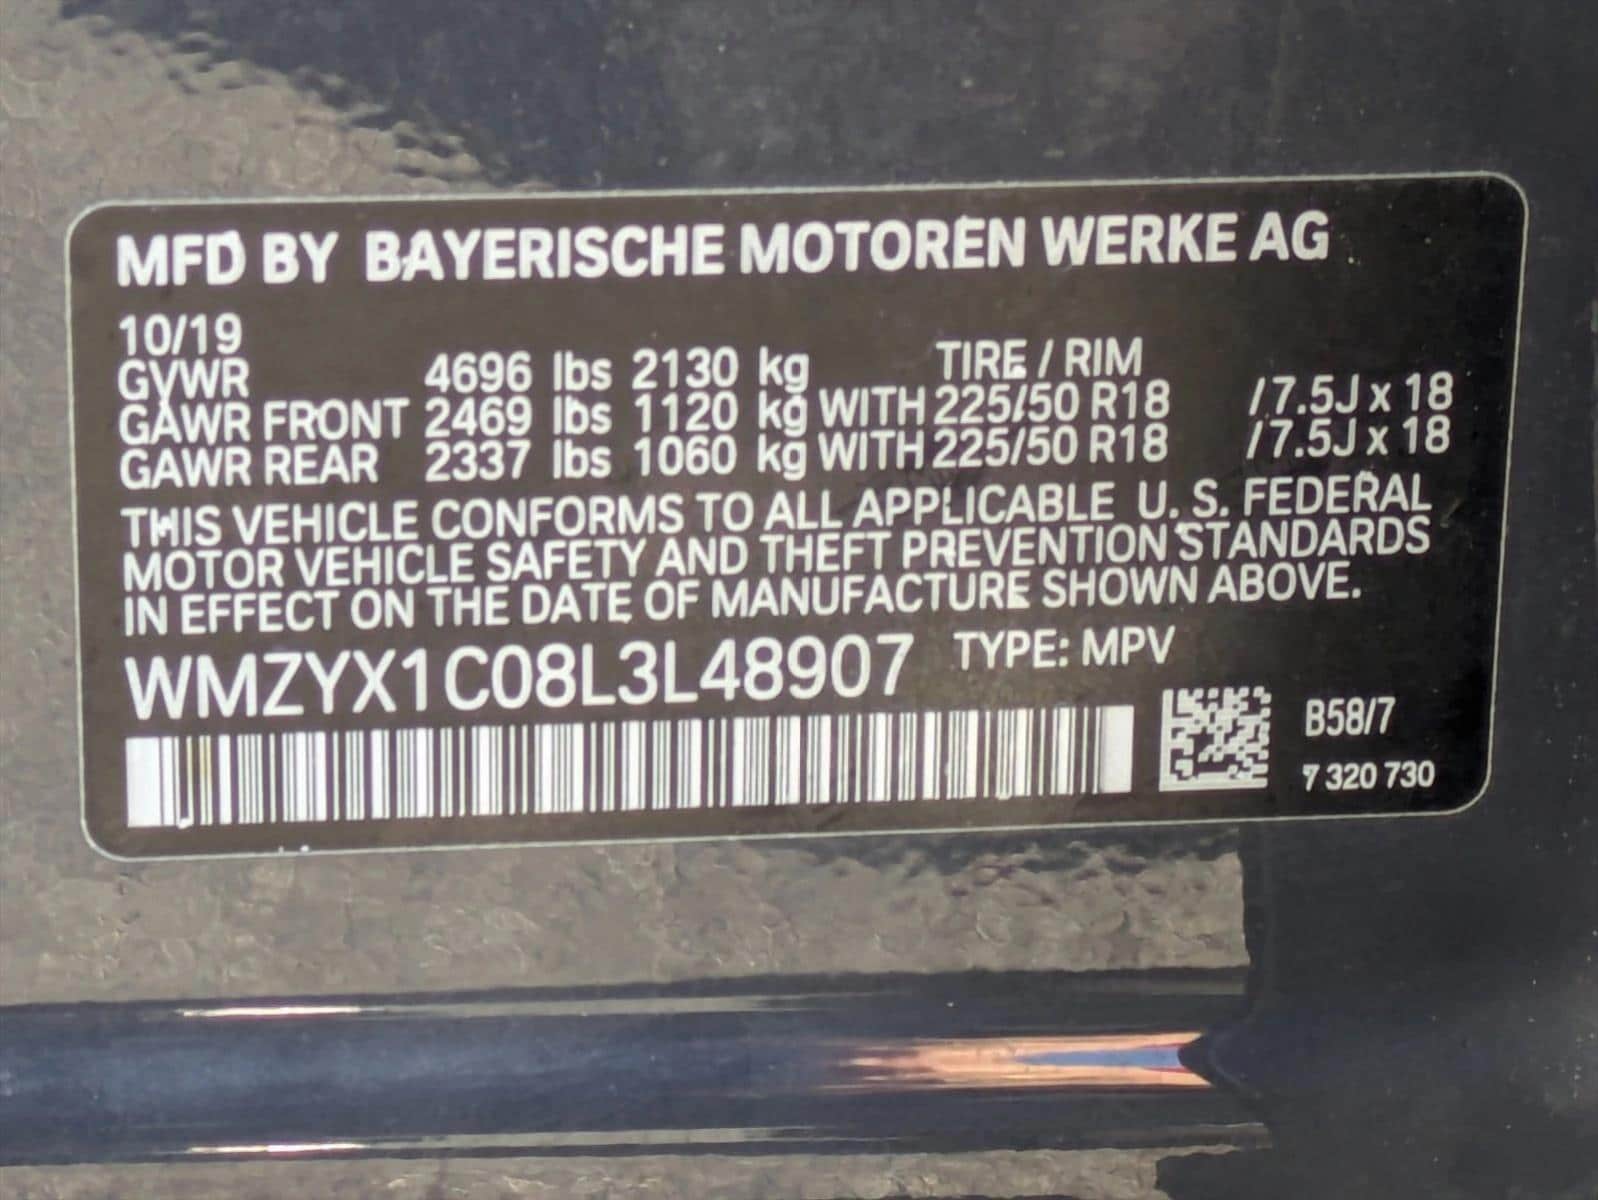 MFD BY BAYERISCHE MOTOREN WERKE AG
10/19
TIRE / RIM
GVWR 4696 lbs 2130 kg
GAWR FRONT 2469 lbs 1120 kg WITH 225/50 R18 /7.5J x 18
GAWR REAR 2337 lbs 1060 kg WITH 225/50 R18 /7.5J x 18
THIS VEHICLE CONFORMS TO ALL APPLICABLE U. S. FEDERAL
MOTOR VEHICLE SAFETY AND THEFT PREVENTION STANDARDS
IN EFFECT ON THE DATE OF MANUFACTURE SHOWN ABOVE.
WMZYX1C08L3L48907 TYPE: MPV
B58/7
7 320 730